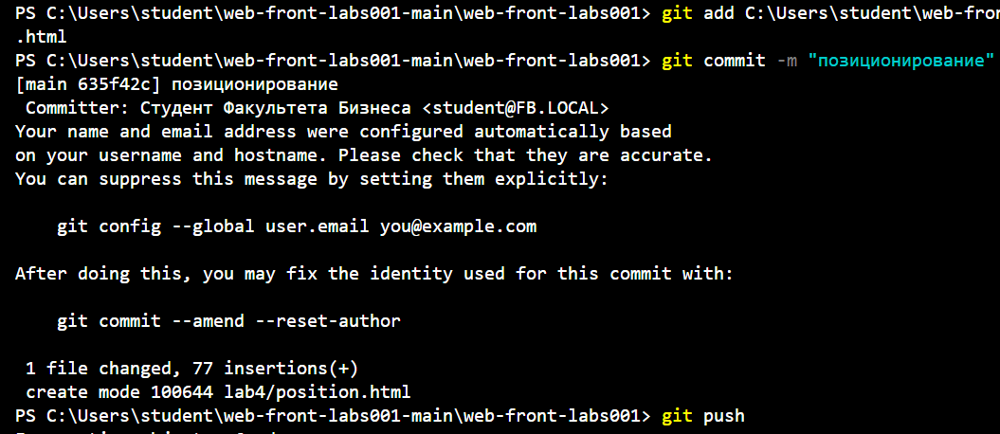 PS C:\Users\student\web-front-labs001-main\web-front-labs001> git add C:\Users\student\web-fron
.html
PS C:\Users\student\web-front-labs001-main\web-front-labs001> git commit -m "позиционирование"
[main 635f42c] позиционирование
 Committer: Студент Факультета Бизнеса <student@FB.LOCAL>
Your name and email address were configured automatically based
on your username and hostname. Please check that they are accurate.
You can suppress this message by setting them explicitly:

    git config --global user.email you@example.com

After doing this, you may fix the identity used for this commit with:

    git commit --amend --reset-author

 1 file changed, 77 insertions(+)
 create mode 100644 lab4/position.html
PS C:\Users\student\web-front-labs001-main\web-front-labs001> git push